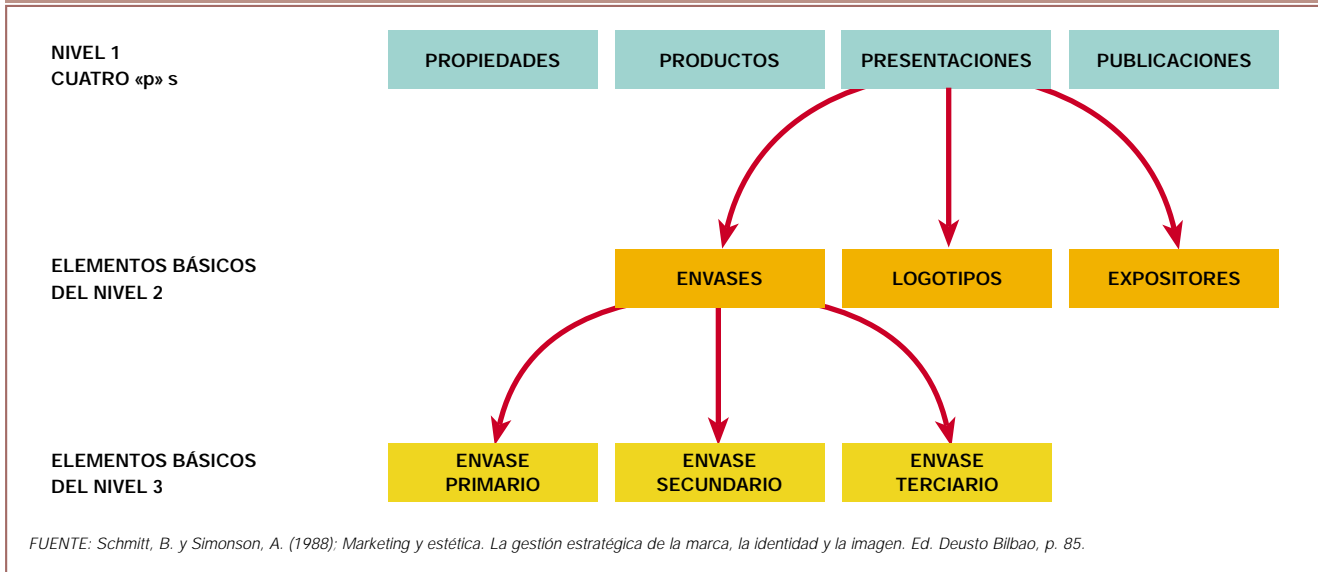 NIVEL 1
CUATRO «p» s
PROPIEDADES
PRODUCTOS
PRESENTACIONES
PUBLICACIONES
ELEMENTOS BÁSICOS
DEL NIVEL 2
ENVASES
LOGOTIPOS
EXPOSITORES
ELEMENTOS BÁSICOS
DEL NIVEL 3
ENVASE
PRIMARIO
ENVASE
SECUNDARIO
ENVASE
TERCIARIO
FUENTE: Schmitt, B. y Simonson, A. (1988); Marketing y estética. La gestión estratégica de la marca, la identidad y la imagen. Ed. Deusto Bilbao, p. 85.